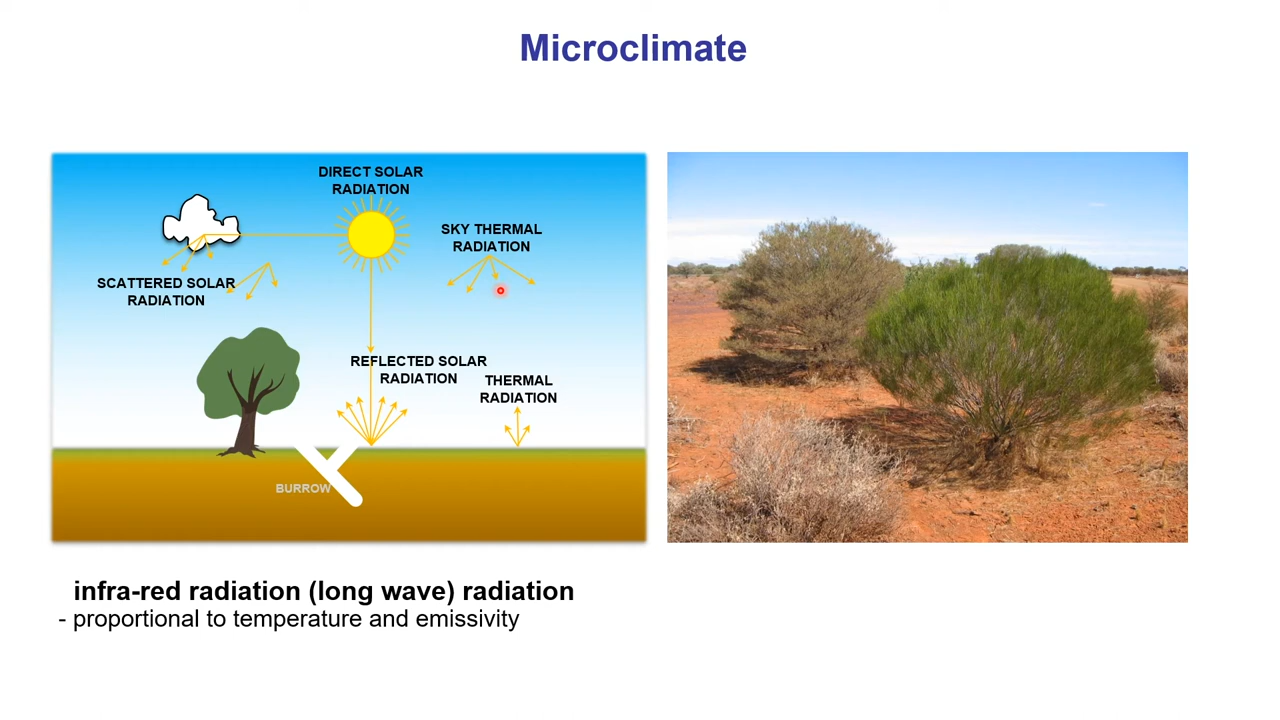 Microclimate
DIRECT SOLAR
RADIATION
SKY THERMAL
RADIATION
SCATTERED SOLAR
RADIATION
REFLECTED SOLAR
RADIATION
THERMAL
RADIATION
BURROW
infra-red radiation (long wave) radiation
- proportional to temperature and emissivity